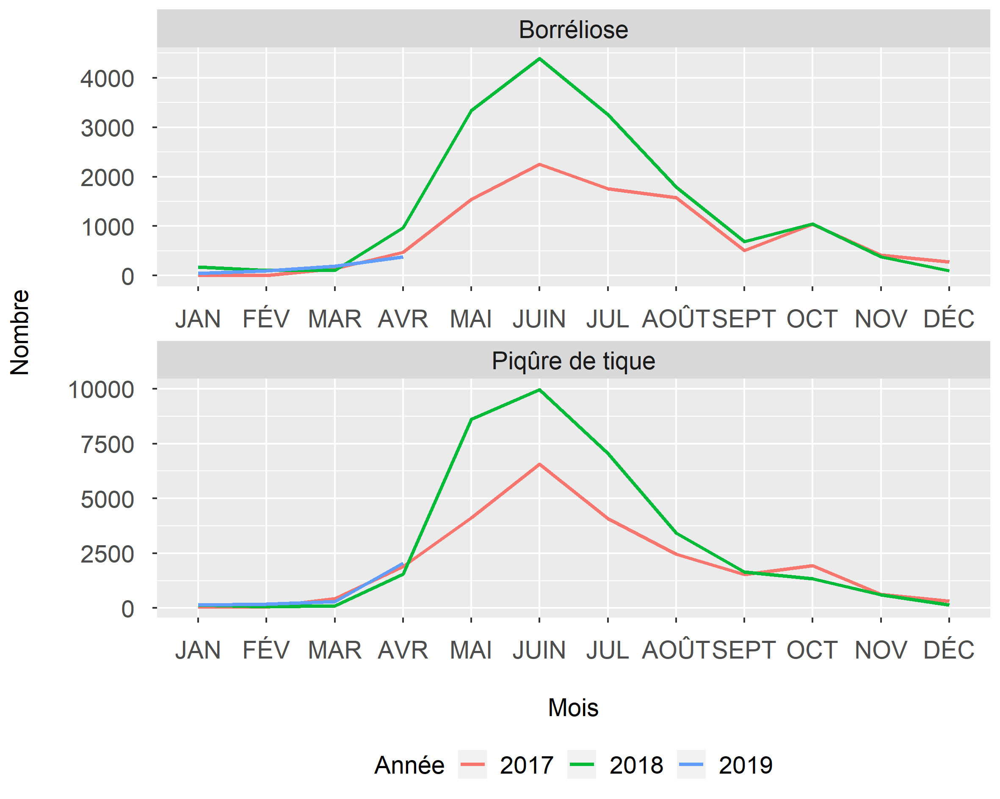 Borréliose
4000
3000
2000
1000
0
JAN FÉV MAR AVR MAI JUIN JUL AOÛT SEPT OCT NOV DÉC
Nombre
Piqûre de tique
10000
7500
5000
2500
0
JAN FÉV MAR AVR MAI JUIN JUL AOÛT SEPT OCT NOV DÉC
Mois
Année 2017 2018 2019